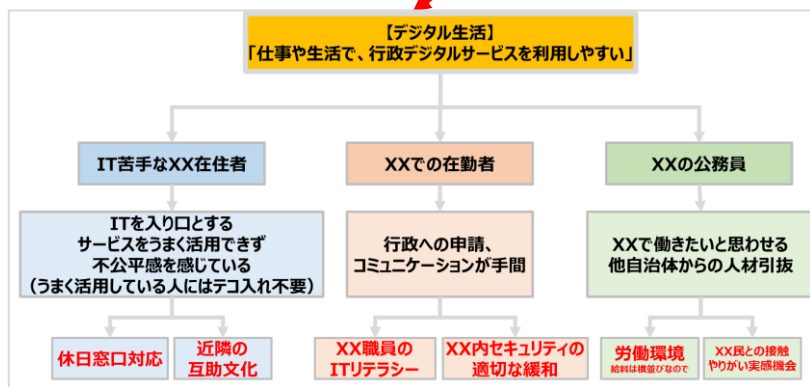 【デジタル生活】
「仕事や生活で、行政デジタルサービスを利用しやすい」
IT苦手なXX在住者
XXでの在勤者
XXの公務員
ITを入り口とする
サービスをうまく活用できず
不公平感を感じている
(うまく活用している人にはテコ入れ不要)
行政への申請、
コミュニケーションが手間
XXで働きたいと思わせる
他自治体からの人材引抜
休日窓口対応
近隣の
互助文化
XX職員の
ITリテラシー
XX内セキュリティの
適切な緩和
労働環境
給料は横並びなので
XX民との接触
やりがい実感機会